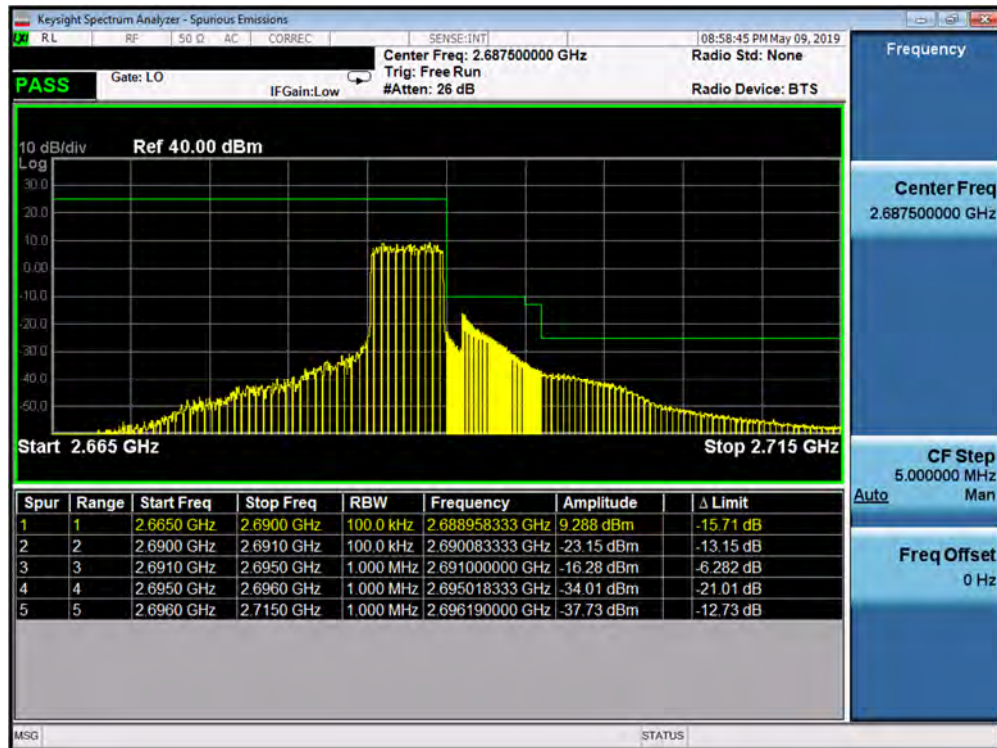 Keysight Spectrum Analyzer - Spurious Emissions
LXI RL RF 50 Ω AC CORREC SENSE:INT 08:58:45 PM May 09, 2019
Center Freq: 2.687500000 GHz Radio Std: None
PASS Gate: LO Trig: Free Run
IFGain:Low #Atten: 26 dB Radio Device: BTS
10 dB/div Ref 40.00 dBm
Log
30.0
20.0
10.0
0.00
-10.0
-20.0
-30.0
-40.0
-50.0
Start 2.665 GHz Stop 2.715 GHz
Spur Range Start Freq Stop Freq RBW Frequency Amplitude Δ Limit
1 1 2.6650 GHz 2.6900 GHz 100.0 kHz 2.688958333 GHz 9.288 dBm -15.71 dB
2 2 2.6900 GHz 2.6910 GHz 100.0 kHz 2.690083333 GHz -23.15 dBm -13.15 dB
3 3 2.6910 GHz 2.6950 GHz 1.000 MHz 2.691000000 GHz -16.28 dBm -6.282 dB
4 4 2.6950 GHz 2.6960 GHz 1.000 MHz 2.695018333 GHz -34.01 dBm -21.01 dB
5 5 2.6960 GHz 2.7150 GHz 1.000 MHz 2.696190000 GHz -37.73 dBm -12.73 dB
Frequency
Center Freq
2.687500000 GHz
CF Step
5.000000 MHz
Auto Man
Freq Offset
0 Hz
MSG STATUS